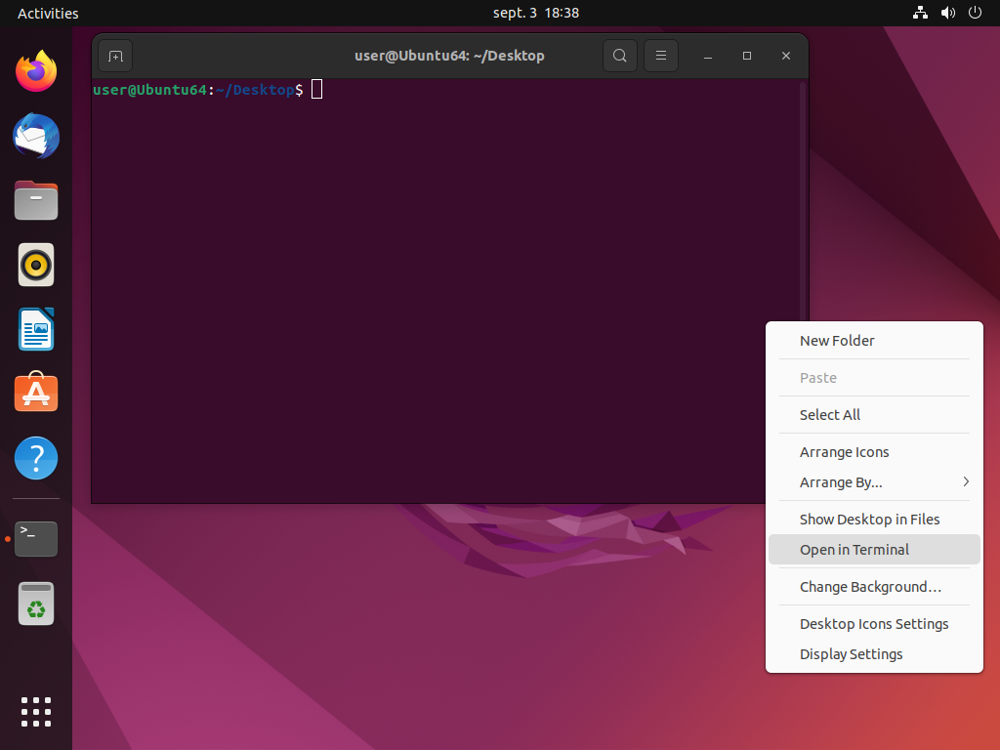 Activities
sept. 3 18:38
user@Ubuntu64: ~/Desktop
user@Ubuntu64:~/Desktop$
New Folder
Paste
Select All
Arrange Icons
Arrange By...
Show Desktop in Files
Open in Terminal
Change Background…
Desktop Icons Settings
Display Settings